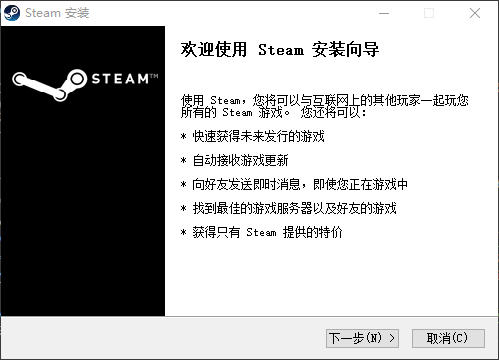 Steam 安装
STEAM™
欢迎使用 Steam 安装向导
使用 Steam，您将可以与互联网上的其他玩家一起玩您
所有的 Steam 游戏。 您还将可以：
* 快速获得未来发行的游戏
* 自动接收游戏更新
* 向好友发送即时消息，即使您正在游戏中
* 找到最佳的游戏服务器以及好友的游戏
* 获得只有 Steam 提供的特价
下一步(N) >
取消(C)